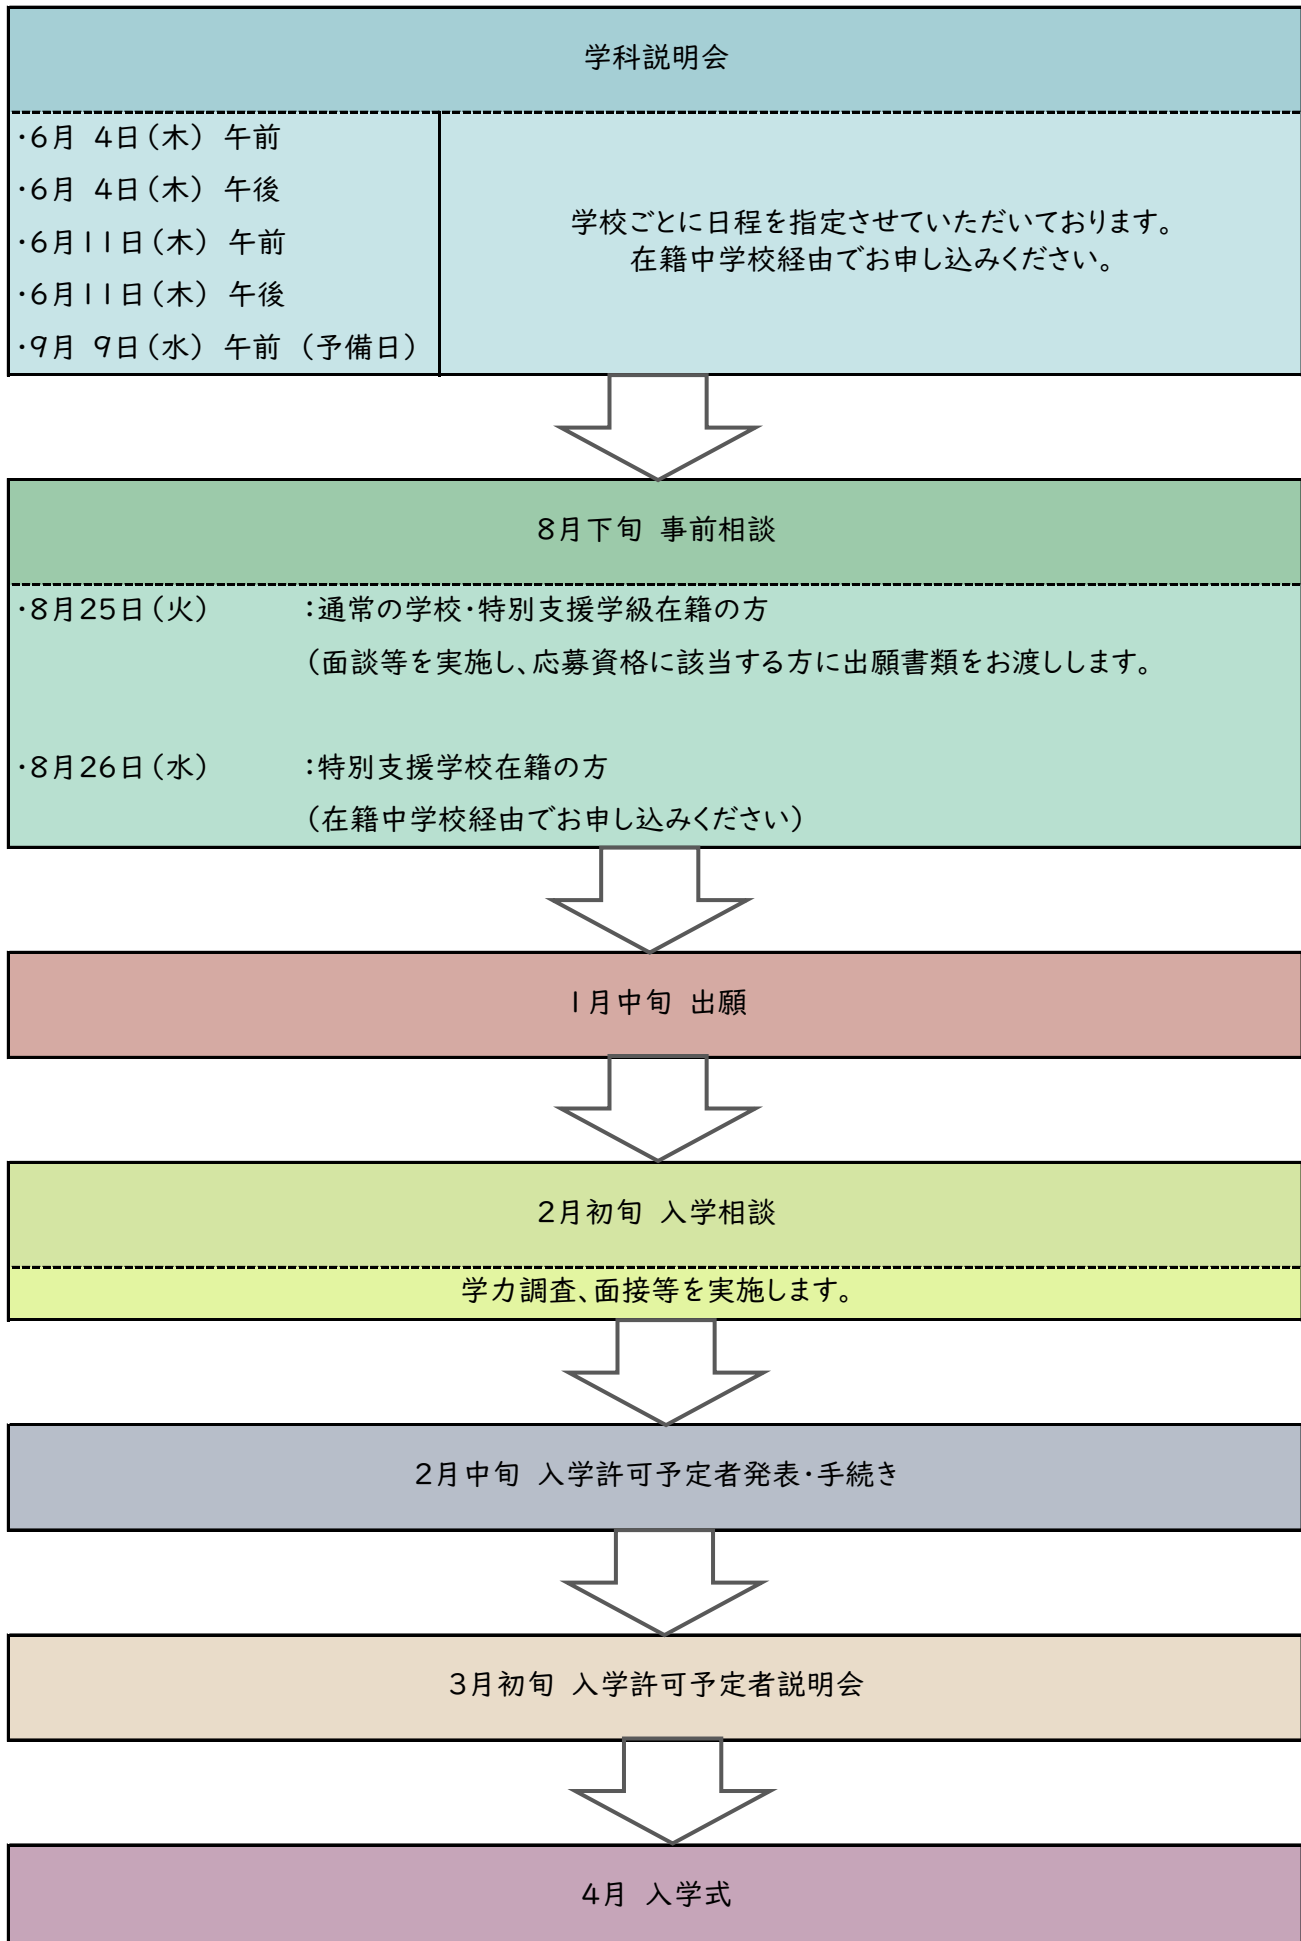 学科説明会
・6月 4日(木) 午前
・6月 4日(木) 午後
・6月11日(木) 午前
・6月11日(木) 午後
・9月 9日(水) 午前 (予備日)
学校ごとに日程を指定させていただいております。
在籍中学校経由でお申し込みください。
8月下旬 事前相談
・8月25日(火) :通常の学校・特別支援学級在籍の方
(面談等を実施し、応募資格に該当する方に出願書類をお渡しします。
・8月26日(水) :特別支援学校在籍の方
(在籍中学校経由でお申し込みください)
1月中旬 出願
2月初旬 入学相談
学力調査、面接等を実施します。
2月中旬 入学許可予定者発表・手続き
3月初旬 入学許可予定者説明会
4月 入学式